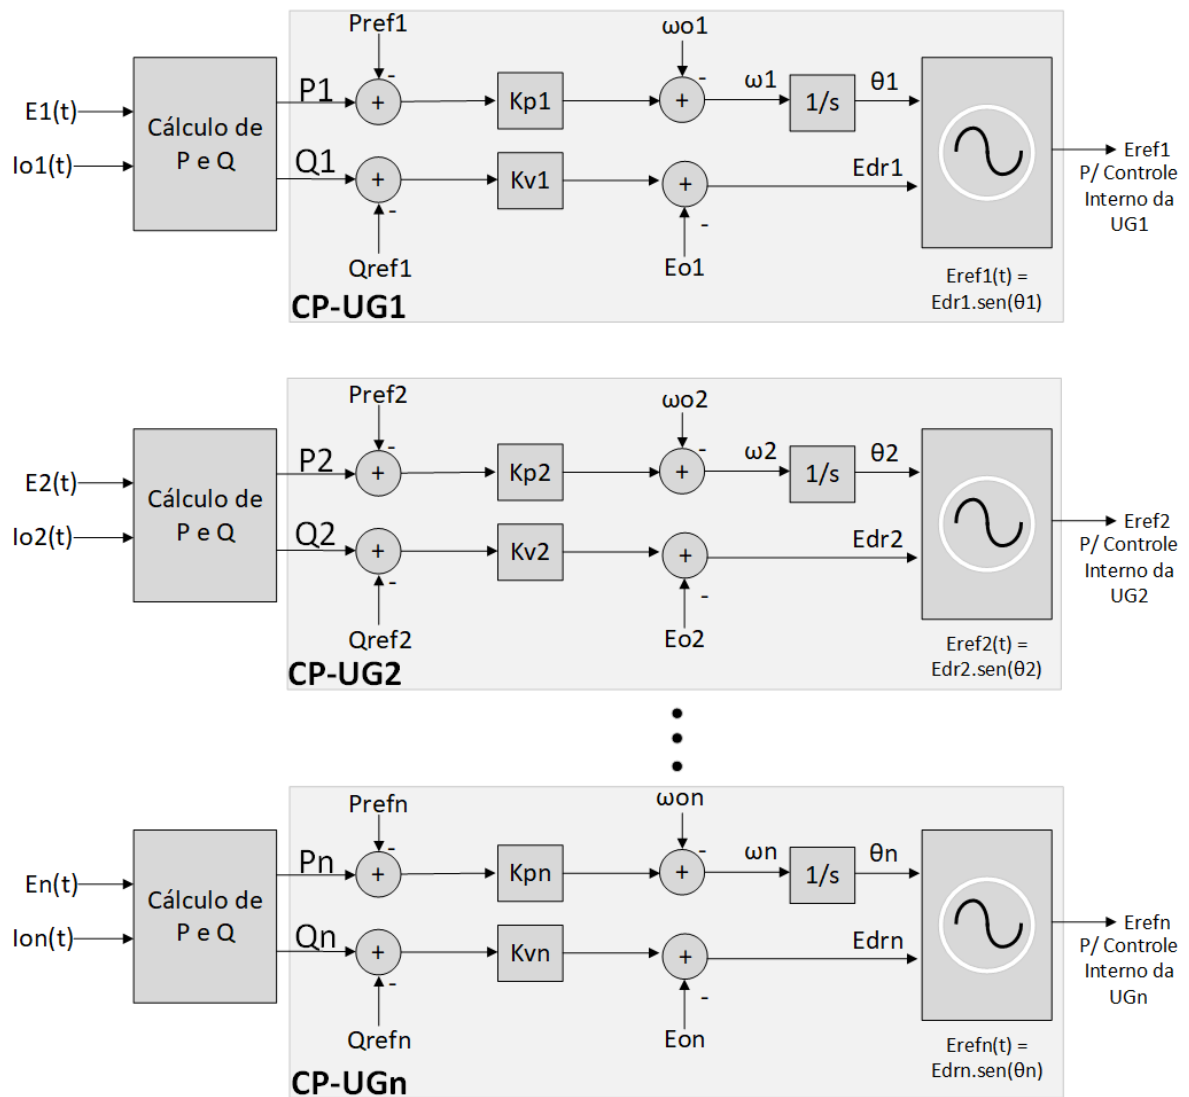 Pref1
ωo1
-
-
E1(t)
Io1(t)
Cálculo de
P e Q
P1
+
Kp1
+
ω1
1/s
θ1
Q1
+
Kv1
+
Edr1
-
-
Qref1
Eo1
Eref1
P/ Controle
Interno da
UG1
Eref1(t) =
Edr1.sen(θ1)
CP-UG1
Pref2
ωo2
-
-
E2(t)
Io2(t)
Cálculo de
P e Q
P2
+
Kp2
+
ω2
1/s
θ2
Q2
+
Kv2
+
Edr2
-
-
Qref2
Eo2
Eref2
P/ Controle
Interno da
UG2
Eref2(t) =
Edr2.sen(θ2)
CP-UG2
Prefn
ωon
-
-
En(t)
Ion(t)
Cálculo de
P e Q
Pn
+
Kpn
+
ωn
1/s
θn
Qn
+
Kvn
+
Edrn
-
-
Qrefn
Eon
Erefn
P/ Controle
Interno da
UGn
Erefn(t) =
Edrn.sen(θn)
CP-UGn